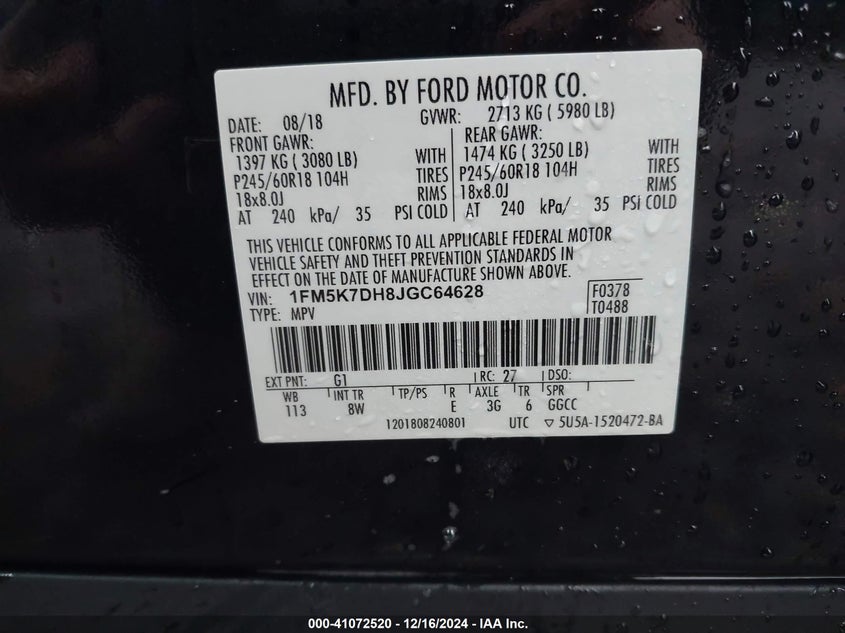 MFD. BY FORD MOTOR CO.
DATE: 08/18 GVWR: 2713 KG ( 5980 LB)
FRONT GAWR: REAR GAWR:
1397 KG ( 3080 LB) WITH 1474 KG ( 3250 LB) WITH
P245/60R18 104H TIRES P245/60R18 104H TIRES
18x8.0J RIMS 18x8.0J RIMS
AT 240 kPa/ 35 PSI COLD AT 240 kPa/ 35 PSI COLD
THIS VEHICLE CONFORMS TO ALL APPLICABLE FEDERAL MOTOR
VEHICLE SAFETY AND THEFT PREVENTION STANDARDS IN
EFFECT ON THE DATE OF MANUFACTURE SHOWN ABOVE.
VIN: 1FM5K7DH8JGC64628 F0378
TYPE: MPV T0488
EXT PNT: G1 RC: 27 DSO:
WB INT TR TP/PS R AXLE TR SPR
113 8W E 3G 6 GGCC
1201808240801 UTC ▽ 5U5A-1520472-BA
000-41072520 - 12/16/2024 - IAA Inc.